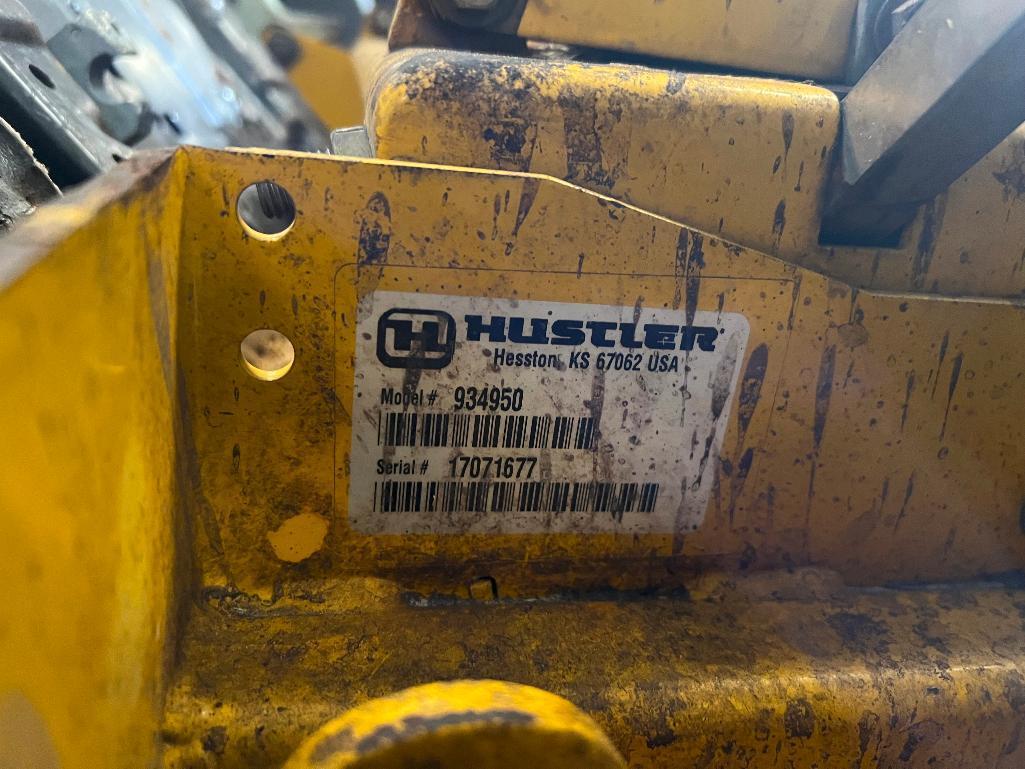 H HUSTLER
Hesston, KS 67062 USA
Model # 934950
Serial # 17071677